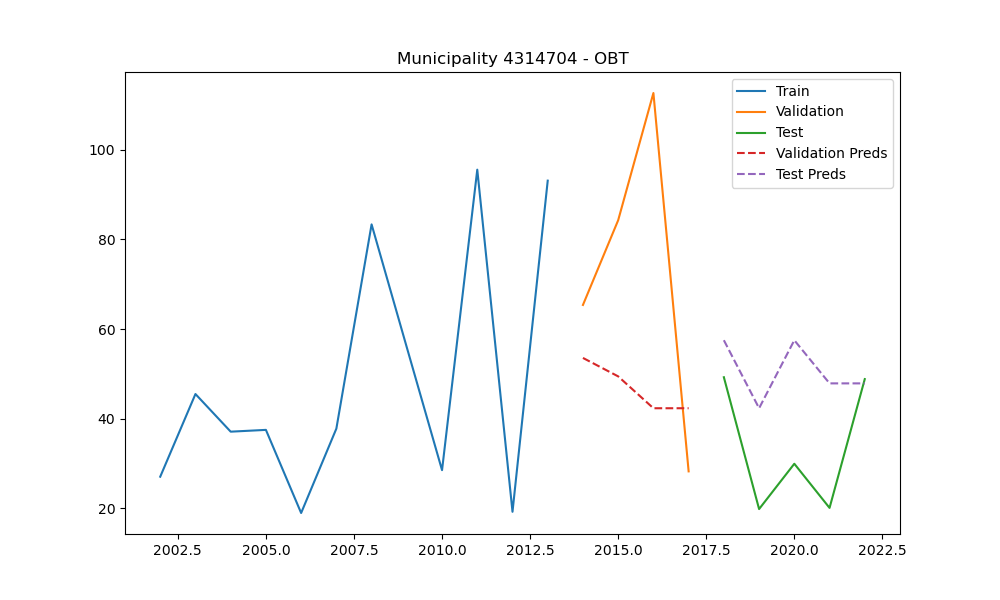 Municipality 4314704 - OBT
Train
Validation
Test
Validation Preds
Test Preds
100
80
60
40
20
2002.5 2005.0 2007.5 2010.0 2012.5 2015.0 2017.5 2020.0 2022.5